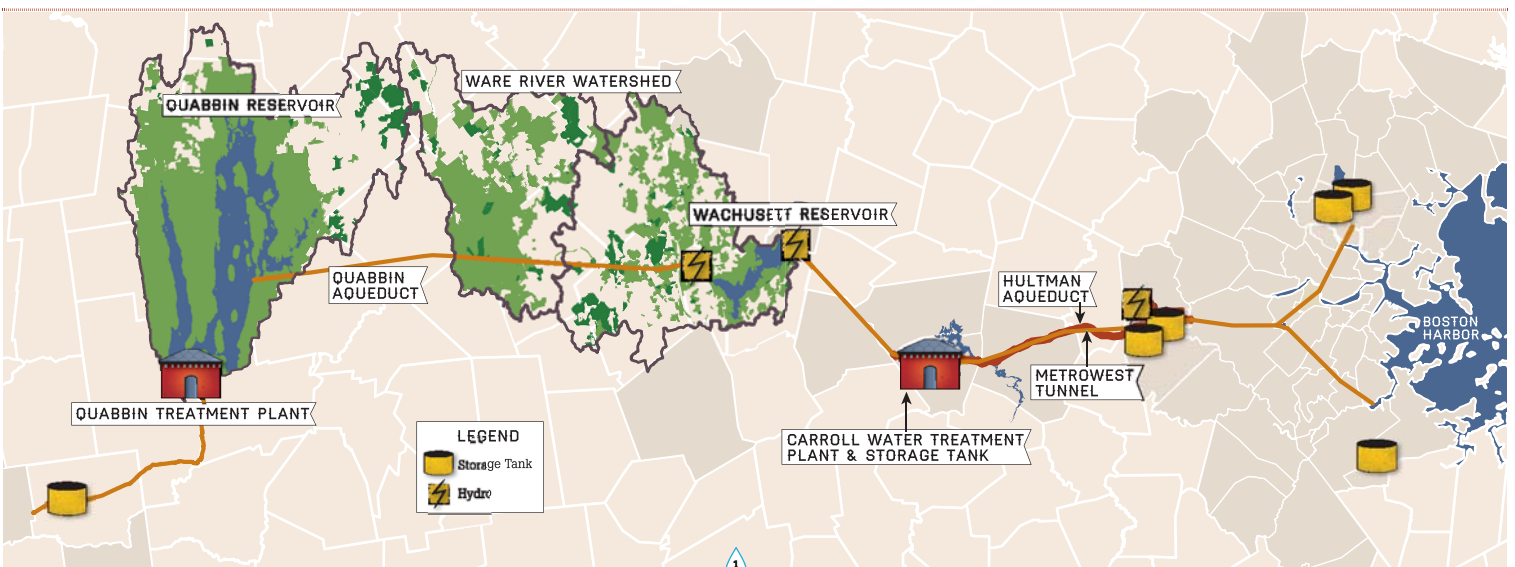 WARE RIVER WATERSHED
QUABBIN RESERVOIR
WACHUSETT RESERVOIR
QUABBIN
AQUEDUCT
HULTMAN
AQUEDUCT
BOSTON
HARBOR
METROWEST
TUNNEL
QUABBIN TREATMENT PLANT
CARROLL WATER TREATMENT
PLANT & STORAGE TANK
LEGEND
Storage Tank
Hydro
1